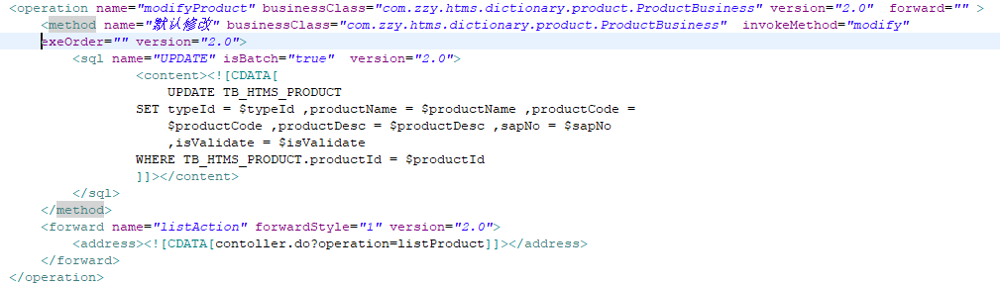 <operation name="modifyProduct" businessClass="com.zzy.htms.dictionary.product.ProductBusiness" version="2.0"  forward="" >
<method name="默认修改" businessClass="com.zzy.htms.dictionary.product.ProductBusiness"  invokeMethod="modify"
exeOrder="" version="2.0">
<sql name="UPDATE" isBatch="true"  version="2.0">
<content><![CDATA[
UPDATE TB_HTMS_PRODUCT
SET typeId = $typeId ,productName = $productName ,productCode =
$productCode ,productDesc = $productDesc ,sapNo = $sapNo
,isValidate = $isValidate
WHERE TB_HTMS_PRODUCT.productId = $productId
]]></content>
</sql>
</method>
<forward name="listAction" forwardStyle="1" version="2.0">
<address><![CDATA[contoller.do?operation=listProduct]]></address>
</forward>
</operation>